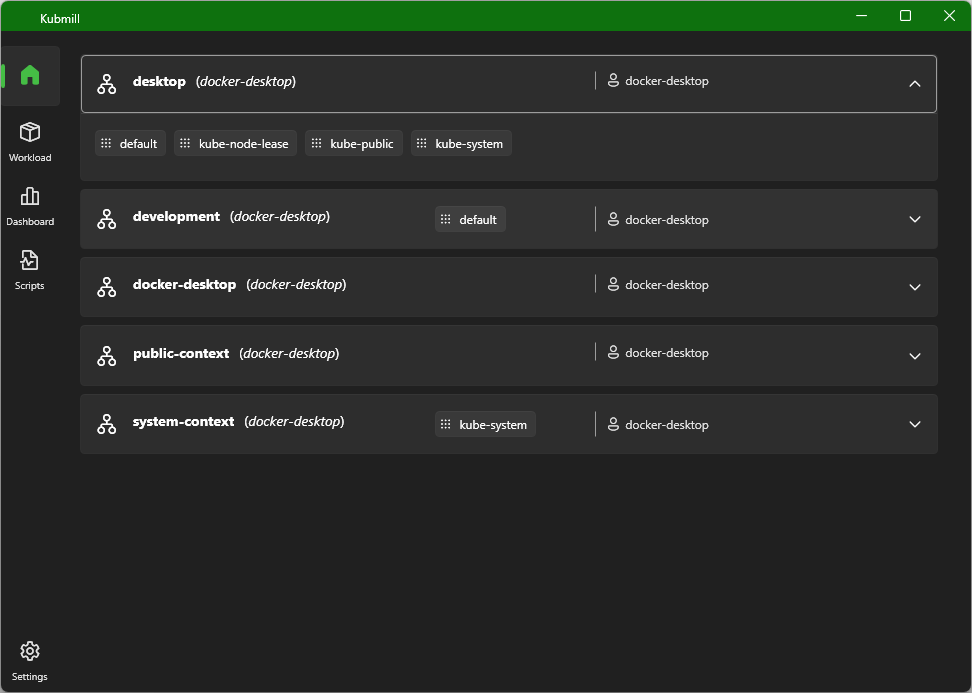 Kubmill
desktop (docker-desktop) docker-desktop
default kube-node-lease kube-public kube-system
Workload
development (docker-desktop) default docker-desktop
Dashboard
docker-desktop (docker-desktop) docker-desktop
Scripts
public-context (docker-desktop) docker-desktop
system-context (docker-desktop) kube-system docker-desktop
Settings